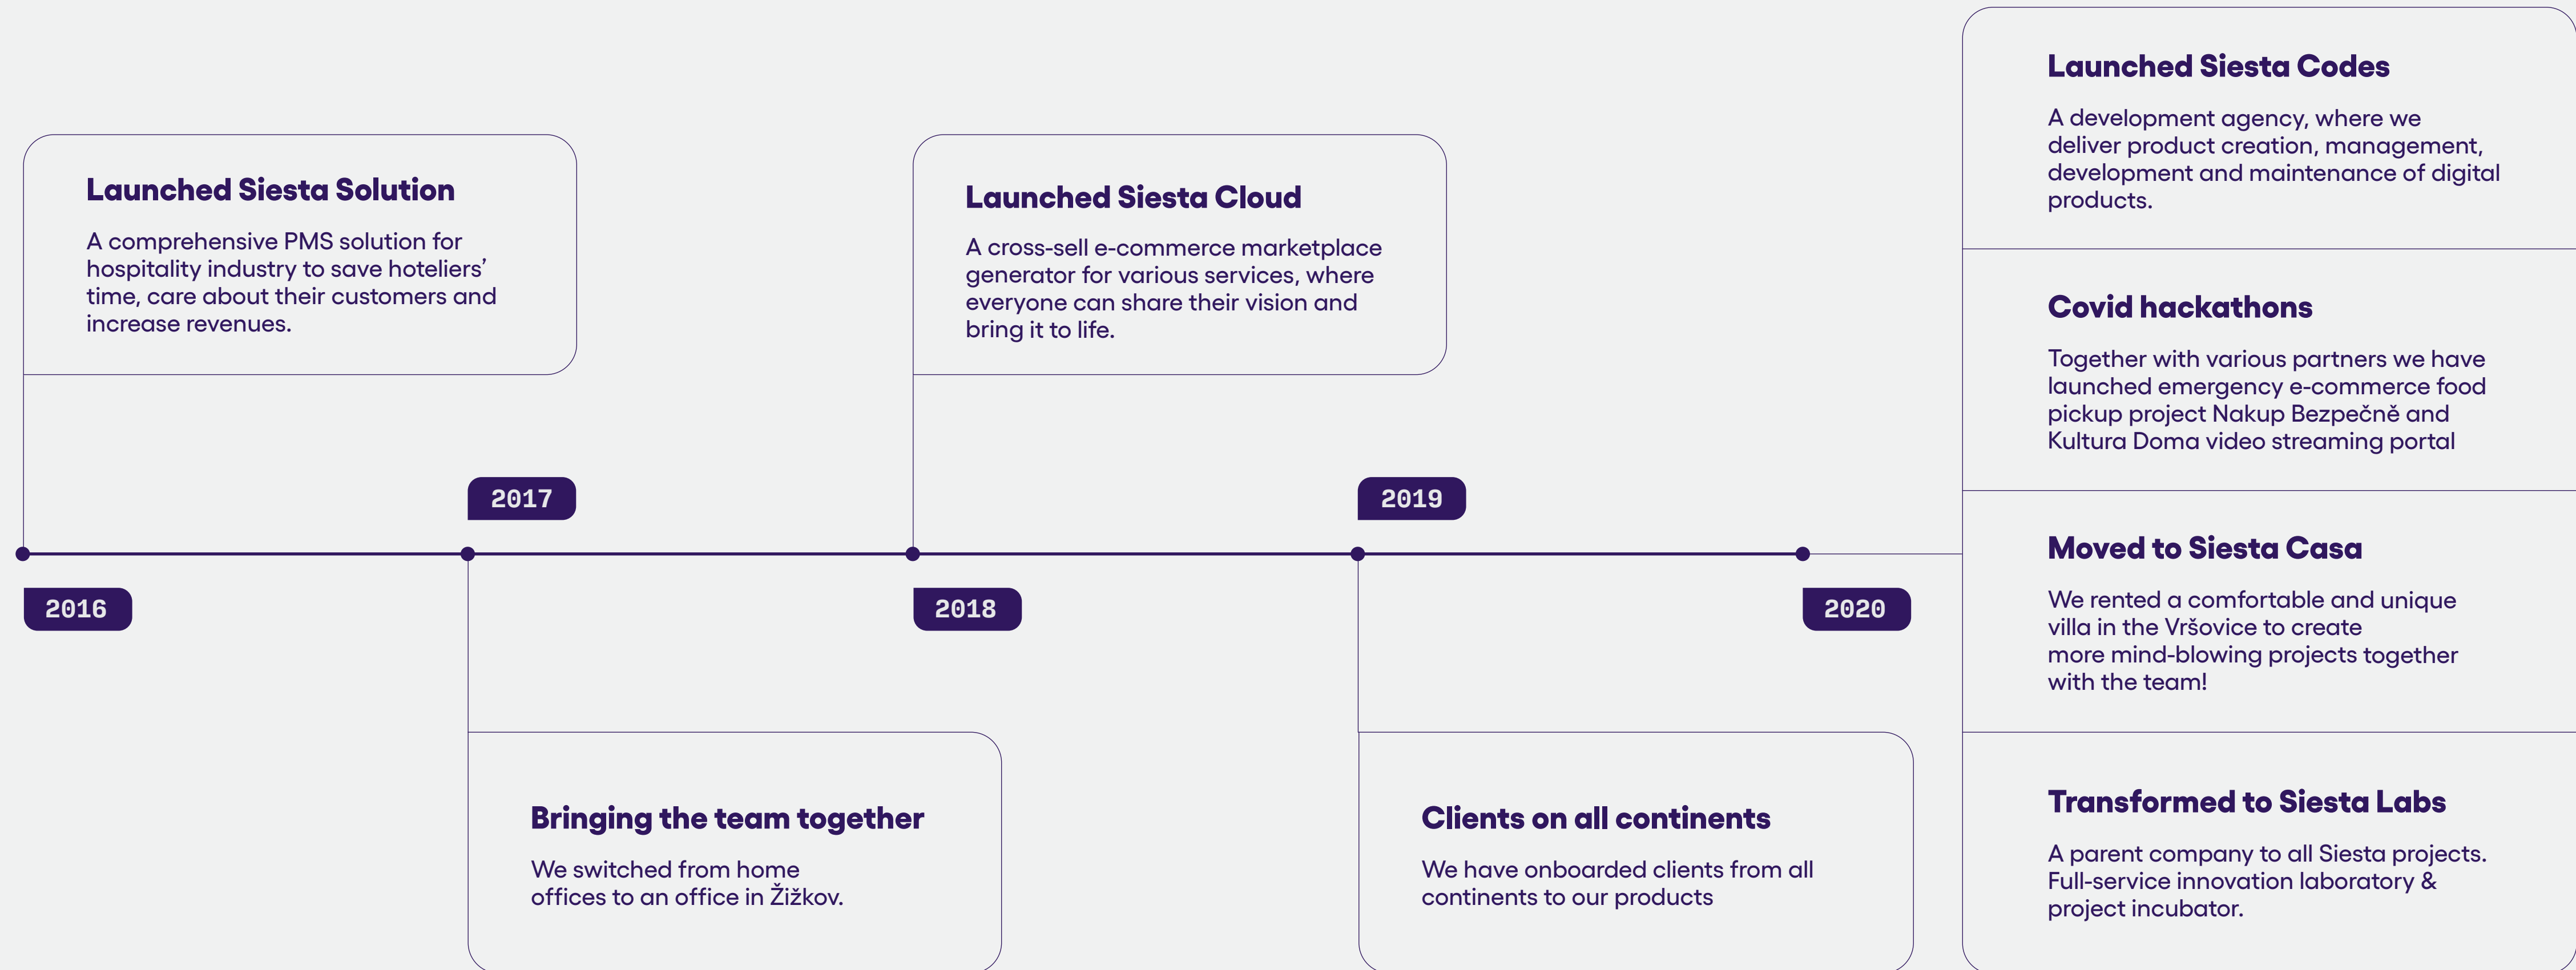 Launched Siesta Solution
A comprehensive PMS solution for
hospitality industry to save hoteliers’
time, care about their customers and
increase revenues.
2016
2017
Bringing the team together
We switched from home
offices to an office in Žižkov.
Launched Siesta Cloud
A cross-sell e-commerce marketplace
generator for various services, where
everyone can share their vision and
bring it to life.
2018
2019
Clients on all continents
We have onboarded clients from all
continents to our products
2020
Launched Siesta Codes
A development agency, where we
deliver product creation, management,
development and maintenance of digital
products.
Covid hackathons
Together with various partners we have
launched emergency e-commerce food
pickup project Nakup Bezpečně and
Kultura Doma video streaming portal
Moved to Siesta Casa
We rented a comfortable and unique
villa in the Vršovice to create
more mind-blowing projects together
with the team!
Transformed to Siesta Labs
A parent company to all Siesta projects.
Full-service innovation laboratory &
project incubator.